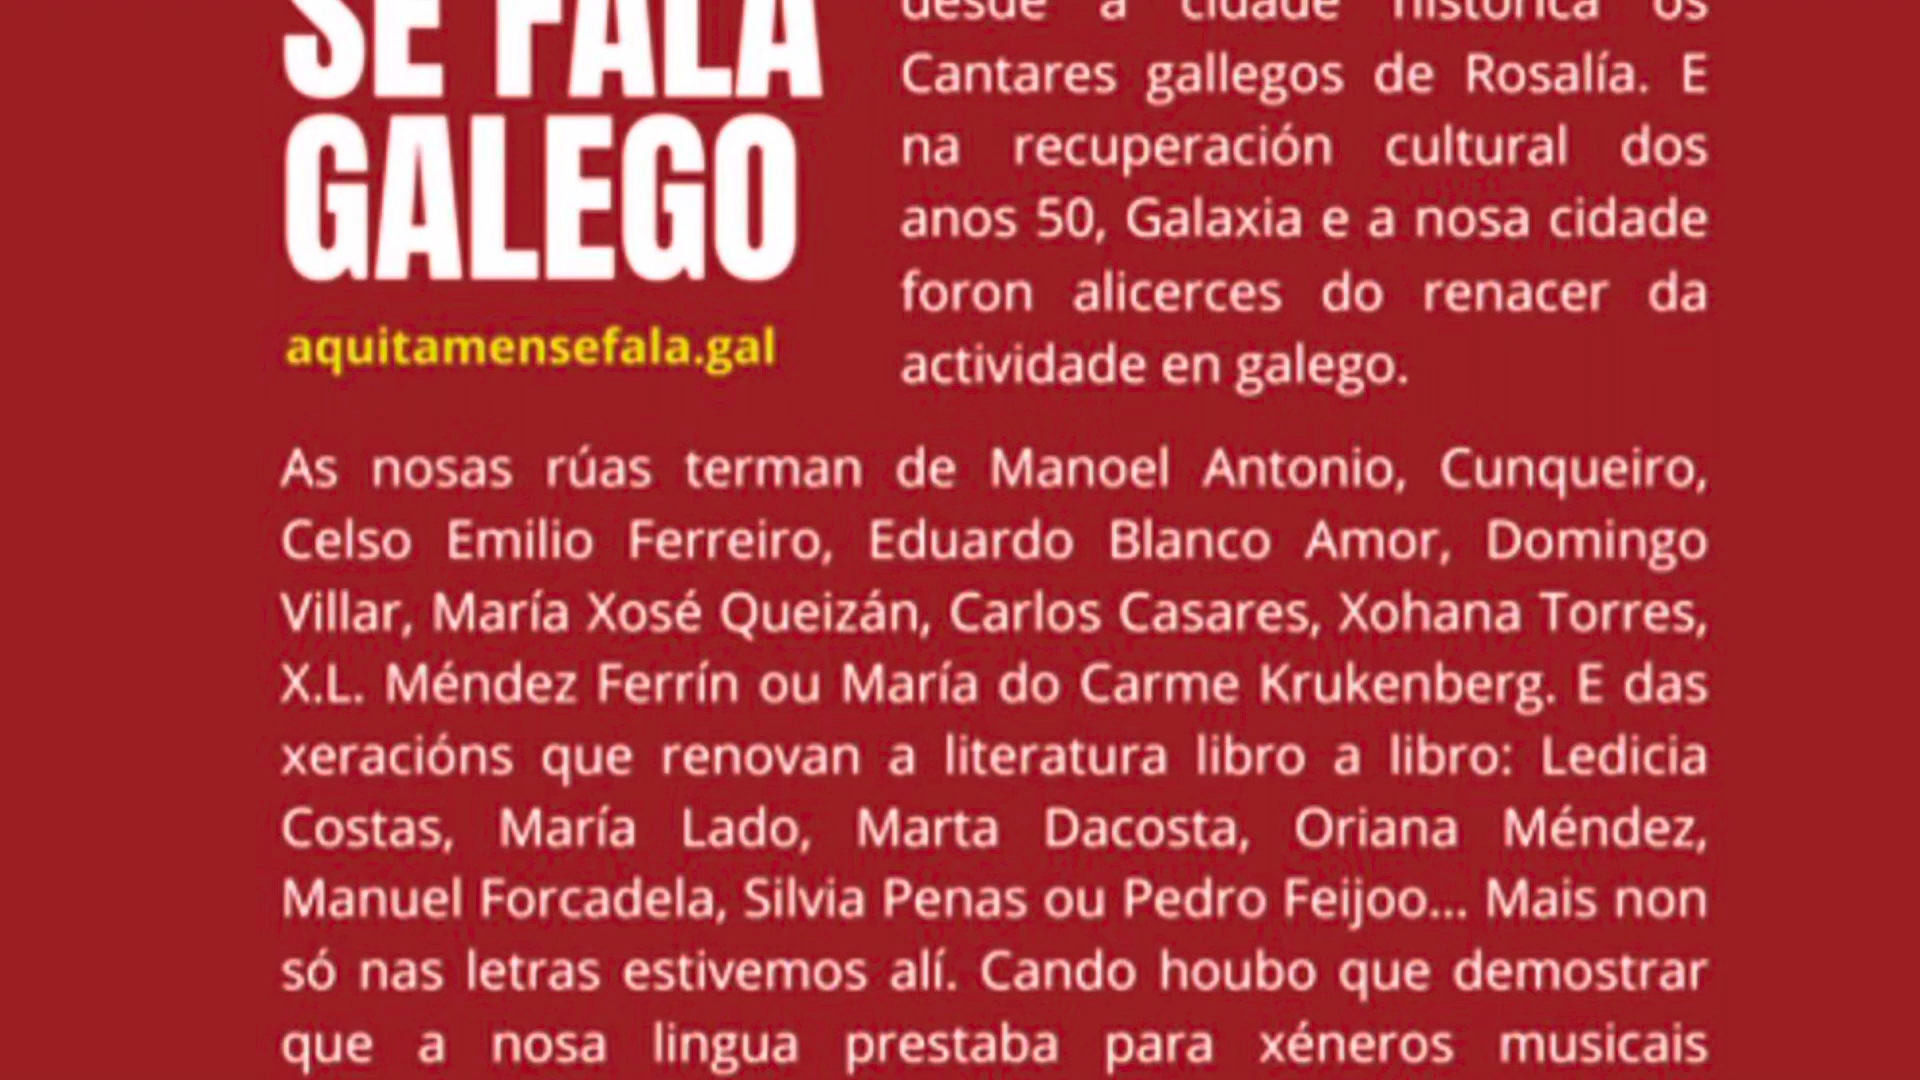 SE FALA
GALEGO
aquitamensefala.gal
desde a cidade histórica os
Cantares gallegos de Rosalía. E
na recuperación cultural dos
anos 50, Galaxia e a nosa cidade
foron alicerces do renacer da
actividade en galego.
As nosas rúas terman de Manoel Antonio, Cunqueiro,
Celso Emilio Ferreiro, Eduardo Blanco Amor, Domingo
Villar, María Xosé Queizán, Carlos Casares, Xohana Torres,
X.L. Méndez Ferrín ou María do Carme Krukenberg. E das
xeracións que renovan a literatura libro a libro: Ledicia
Costas, María Lado, Marta Dacosta, Oriana Méndez,
Manuel Forcadela, Silvia Penas ou Pedro Feijoo... Mais non
só nas letras estivemos alí. Cando houbo que demostrar
que a nosa lingua prestaba para xéneros musicais